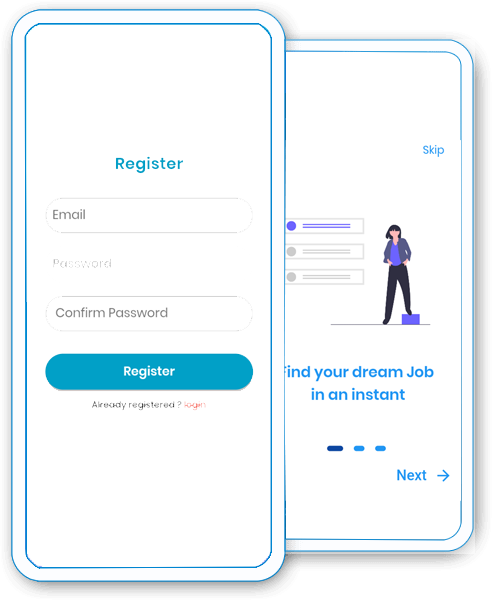 Register
Email
Password
Confirm Password
Register
Already registered ? login
Skip
Find your dream Job
in an instant
Next